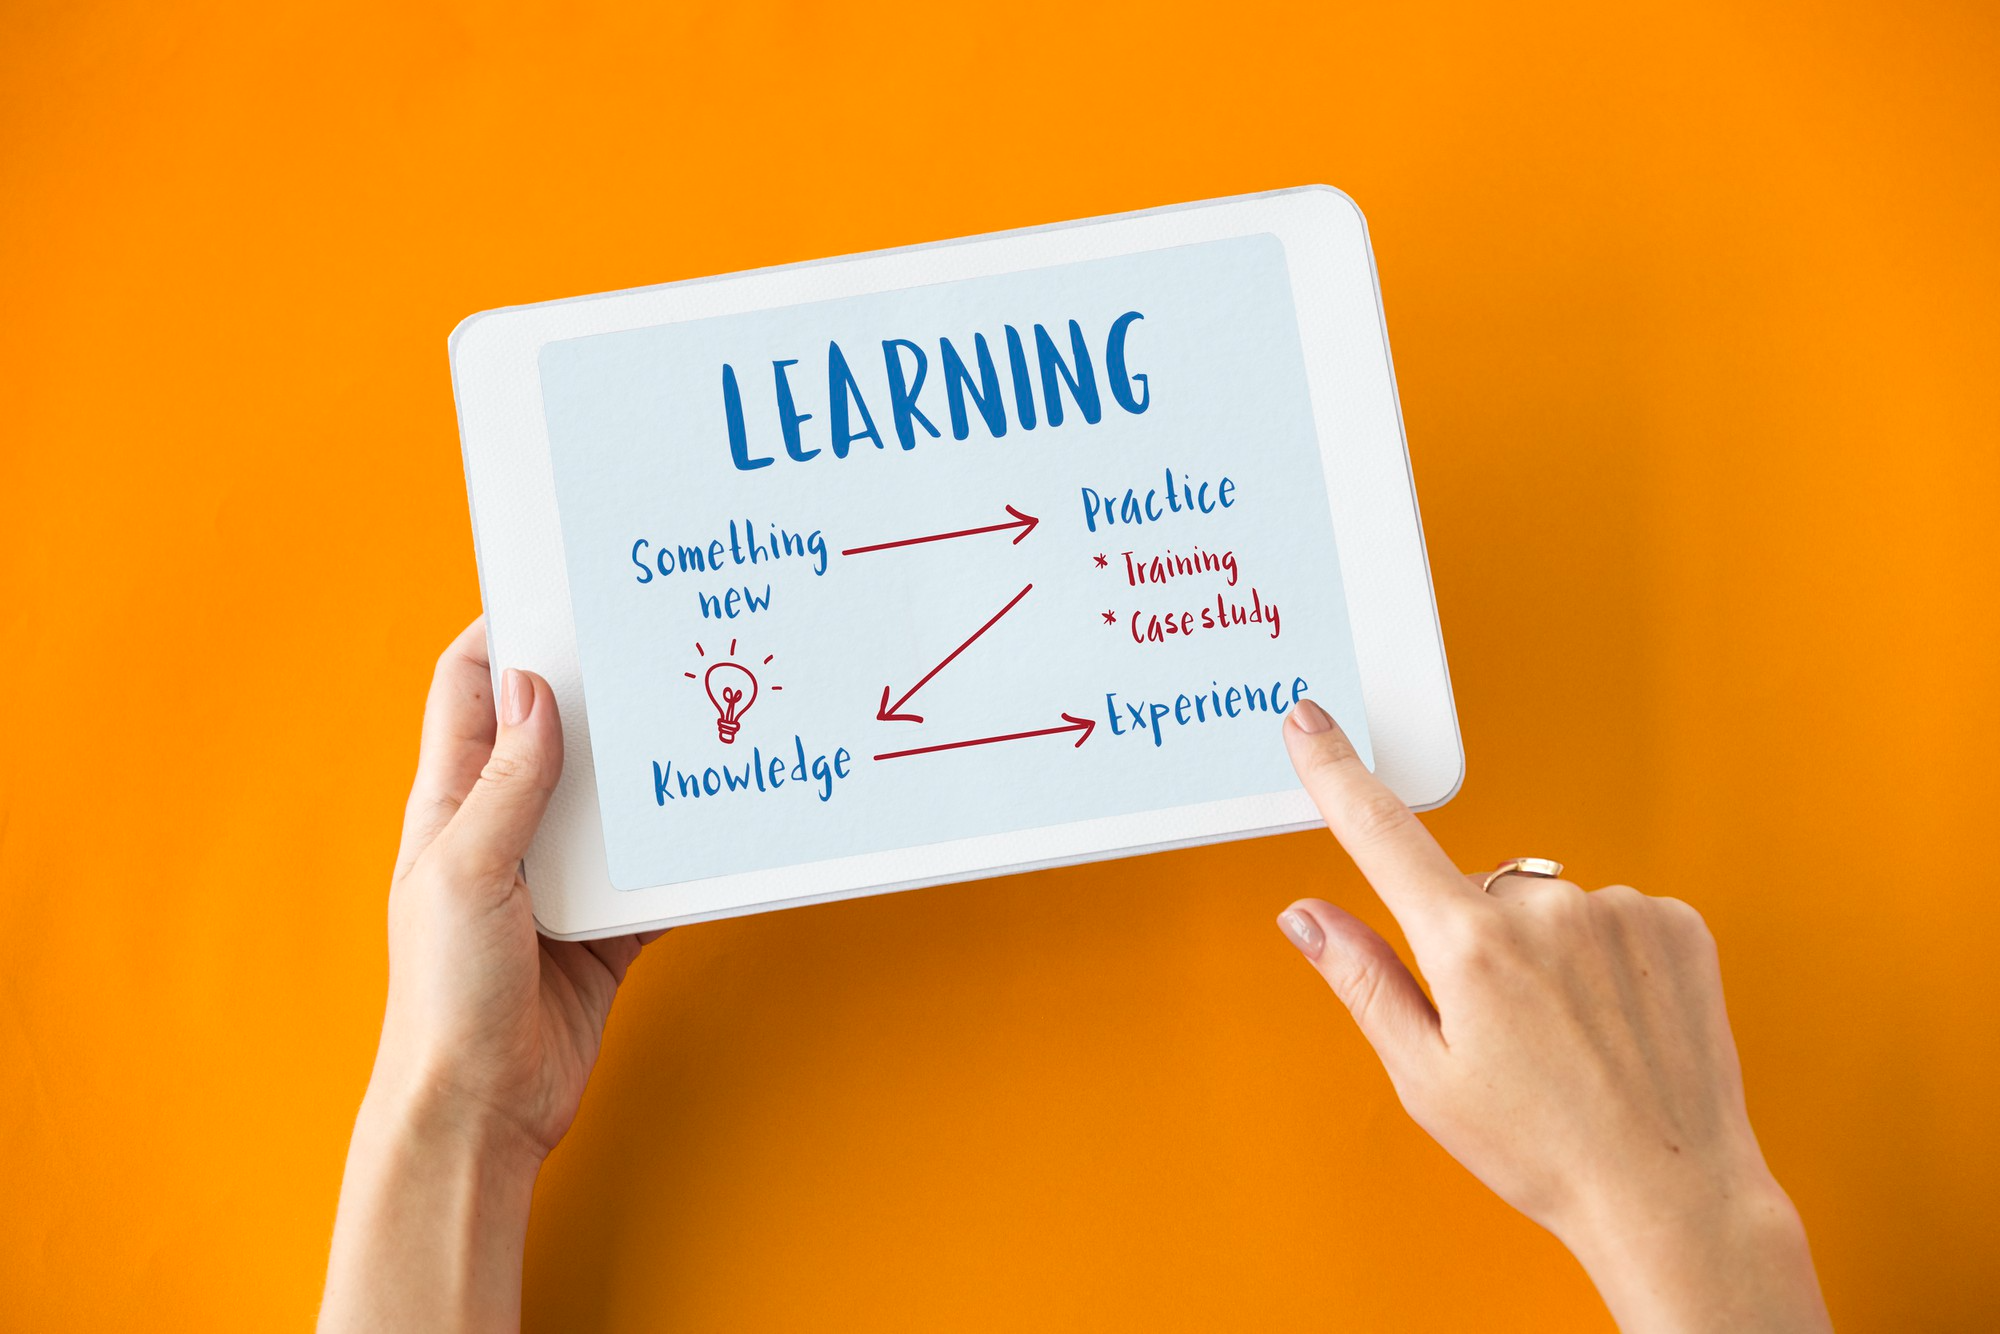 LEARNING
Something
new
Practice
* Training
* Case study
Knowledge
Experience